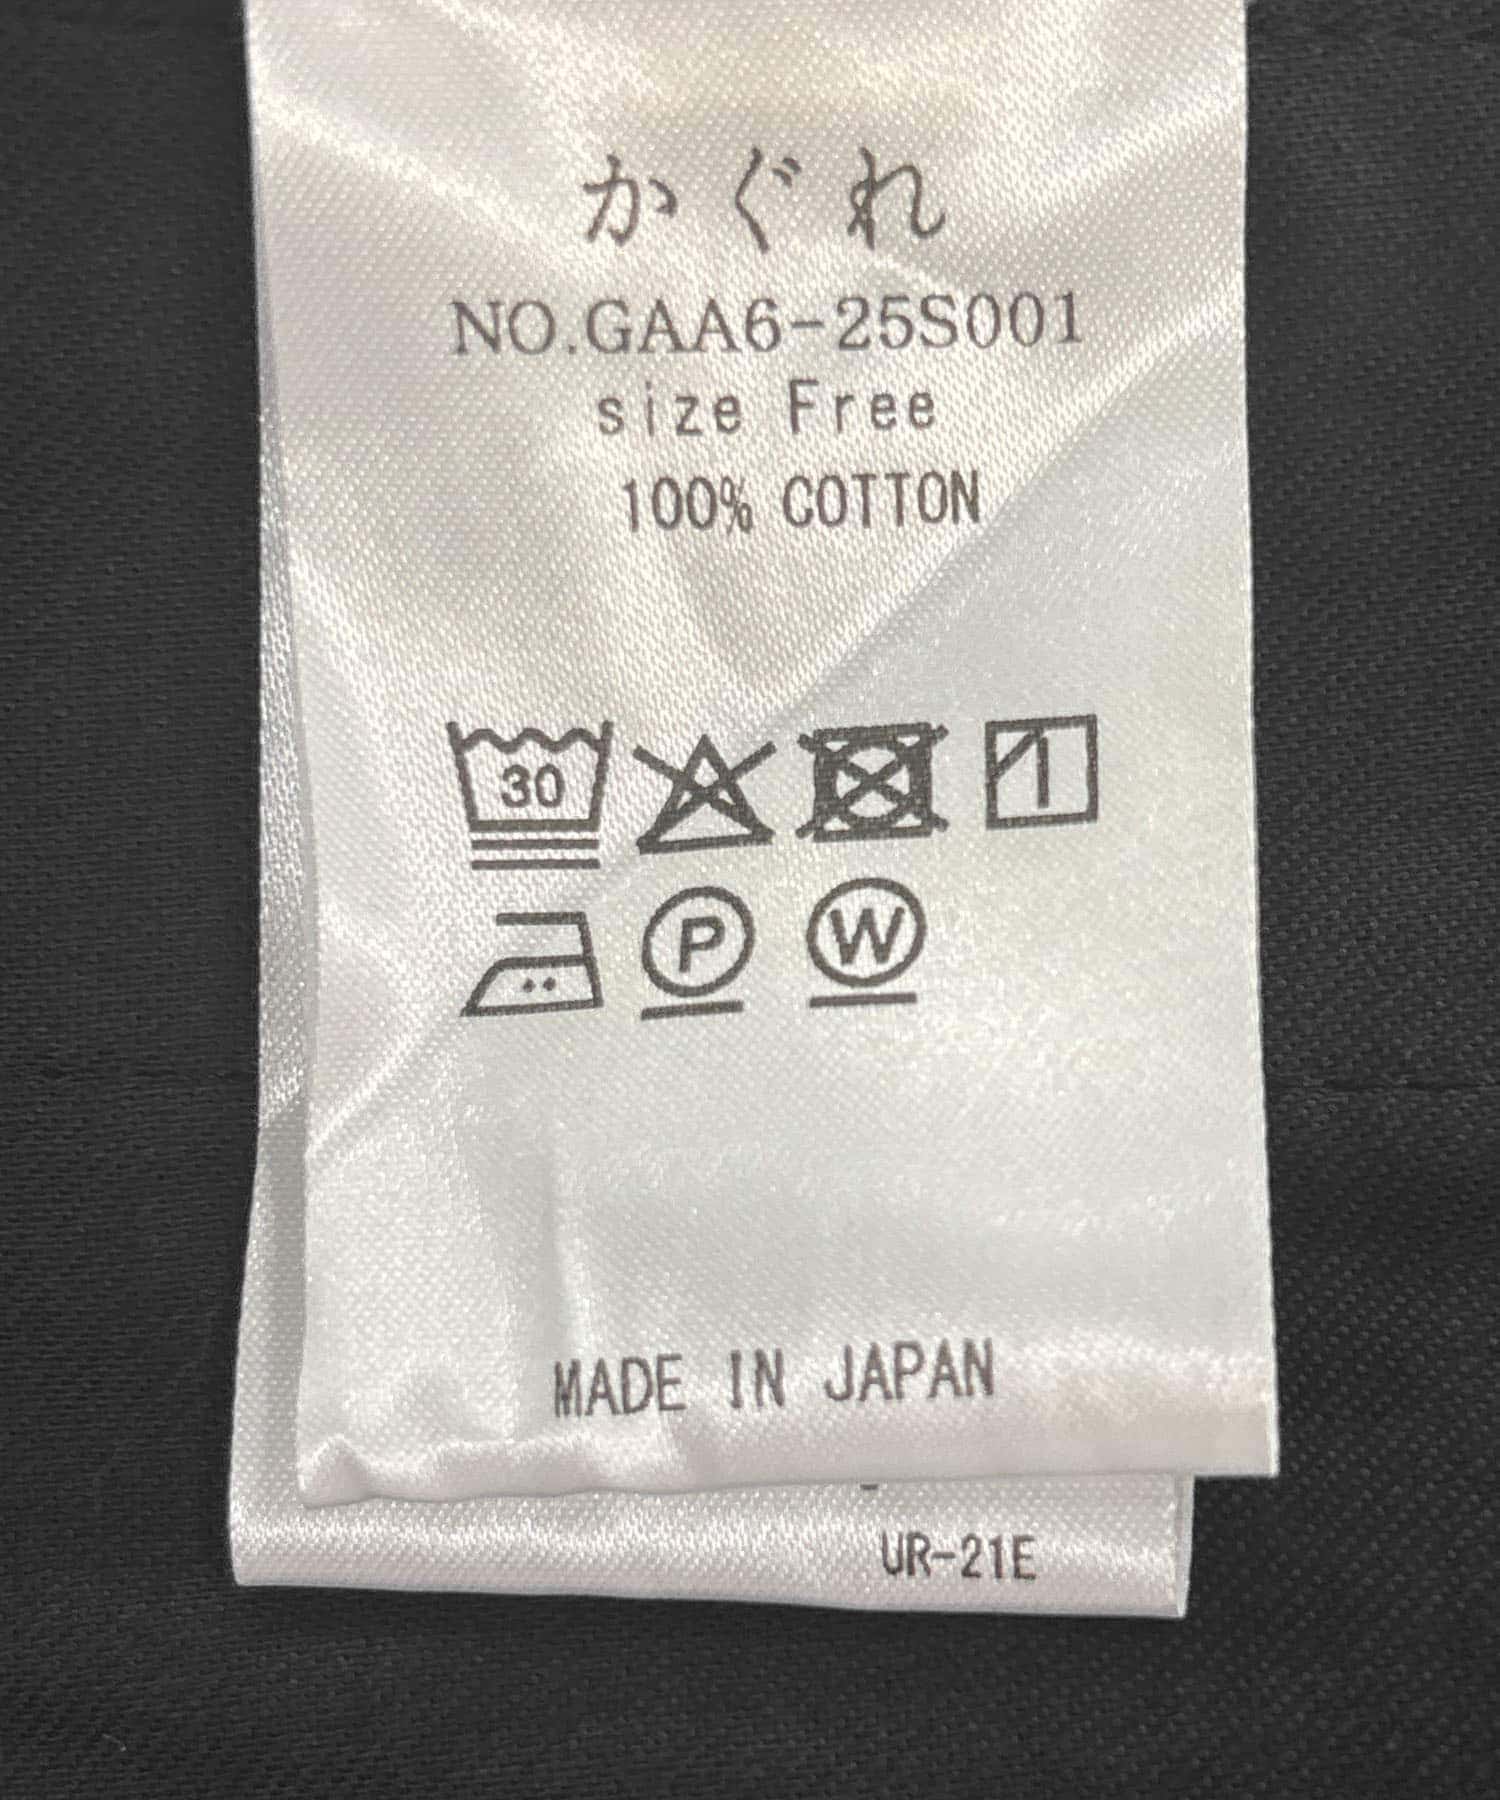 かぐれ
NO.GAA6-25S001
size Free
100% COTTON
30
P W
MADE IN JAPAN
UR-21E